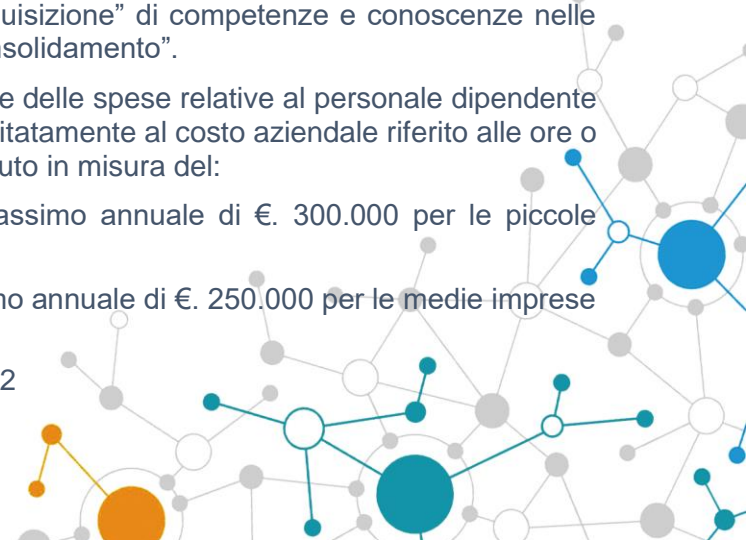 uisizione” di competenze e conoscenze nelle
nsolidamento”.
e delle spese relative al personale dipendente
itatamente al costo aziendale riferito alle ore o
uto in misura del:
assimo annuale di €. 300.000 per le piccole
no annuale di €. 250.000 per le medie imprese
2